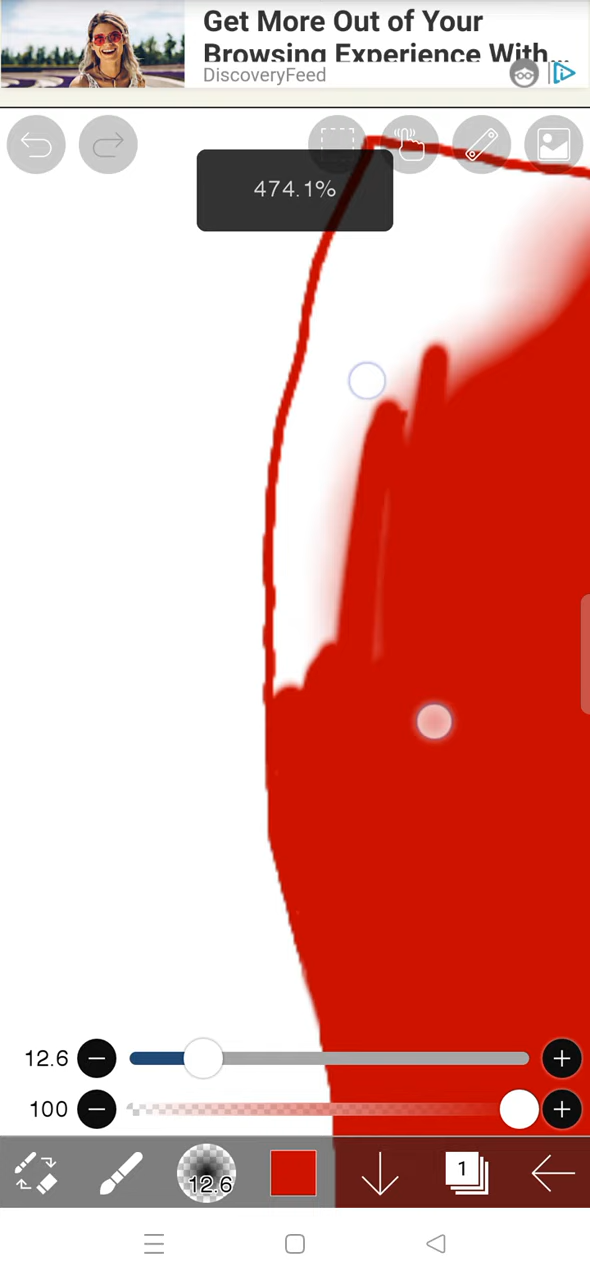 Get More Out of Your
Browsing Experience With...
DiscoveryFeed
474.1%
12.6
100
12.6
1